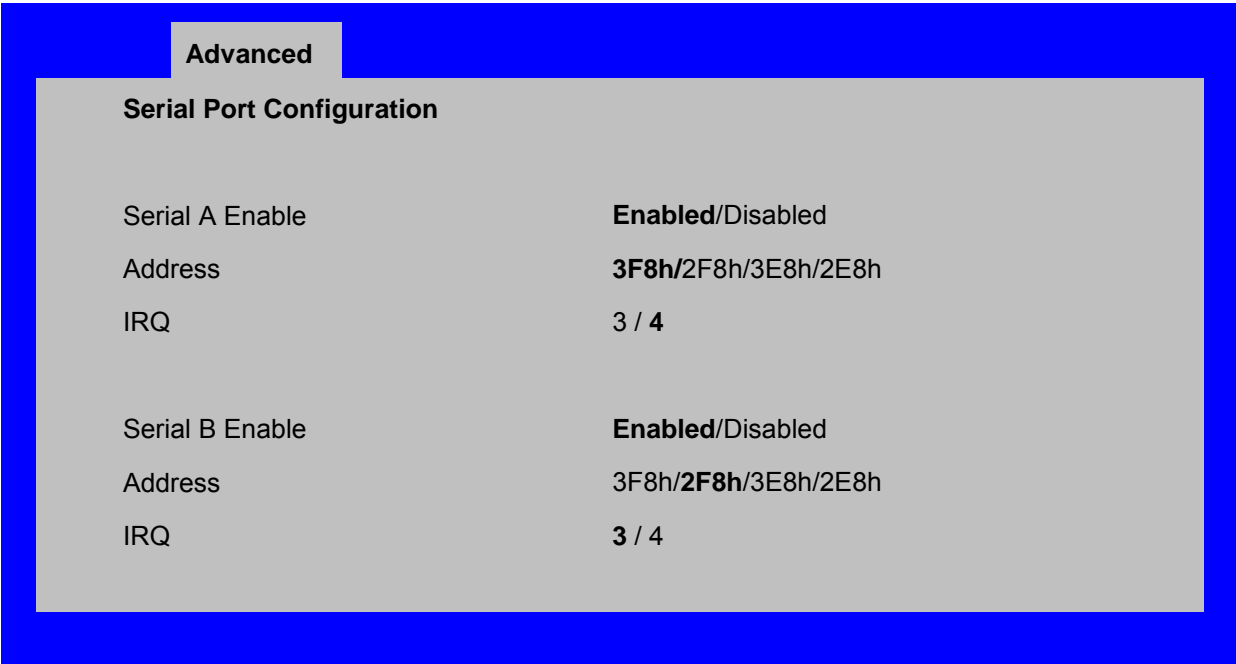 Advanced
Serial Port Configuration
Serial A Enable Enabled/Disabled
Address 3F8h/2F8h/3E8h/2E8h
IRQ 3 / 4
Serial B Enable Enabled/Disabled
Address 3F8h/2F8h/3E8h/2E8h
IRQ 3 / 4